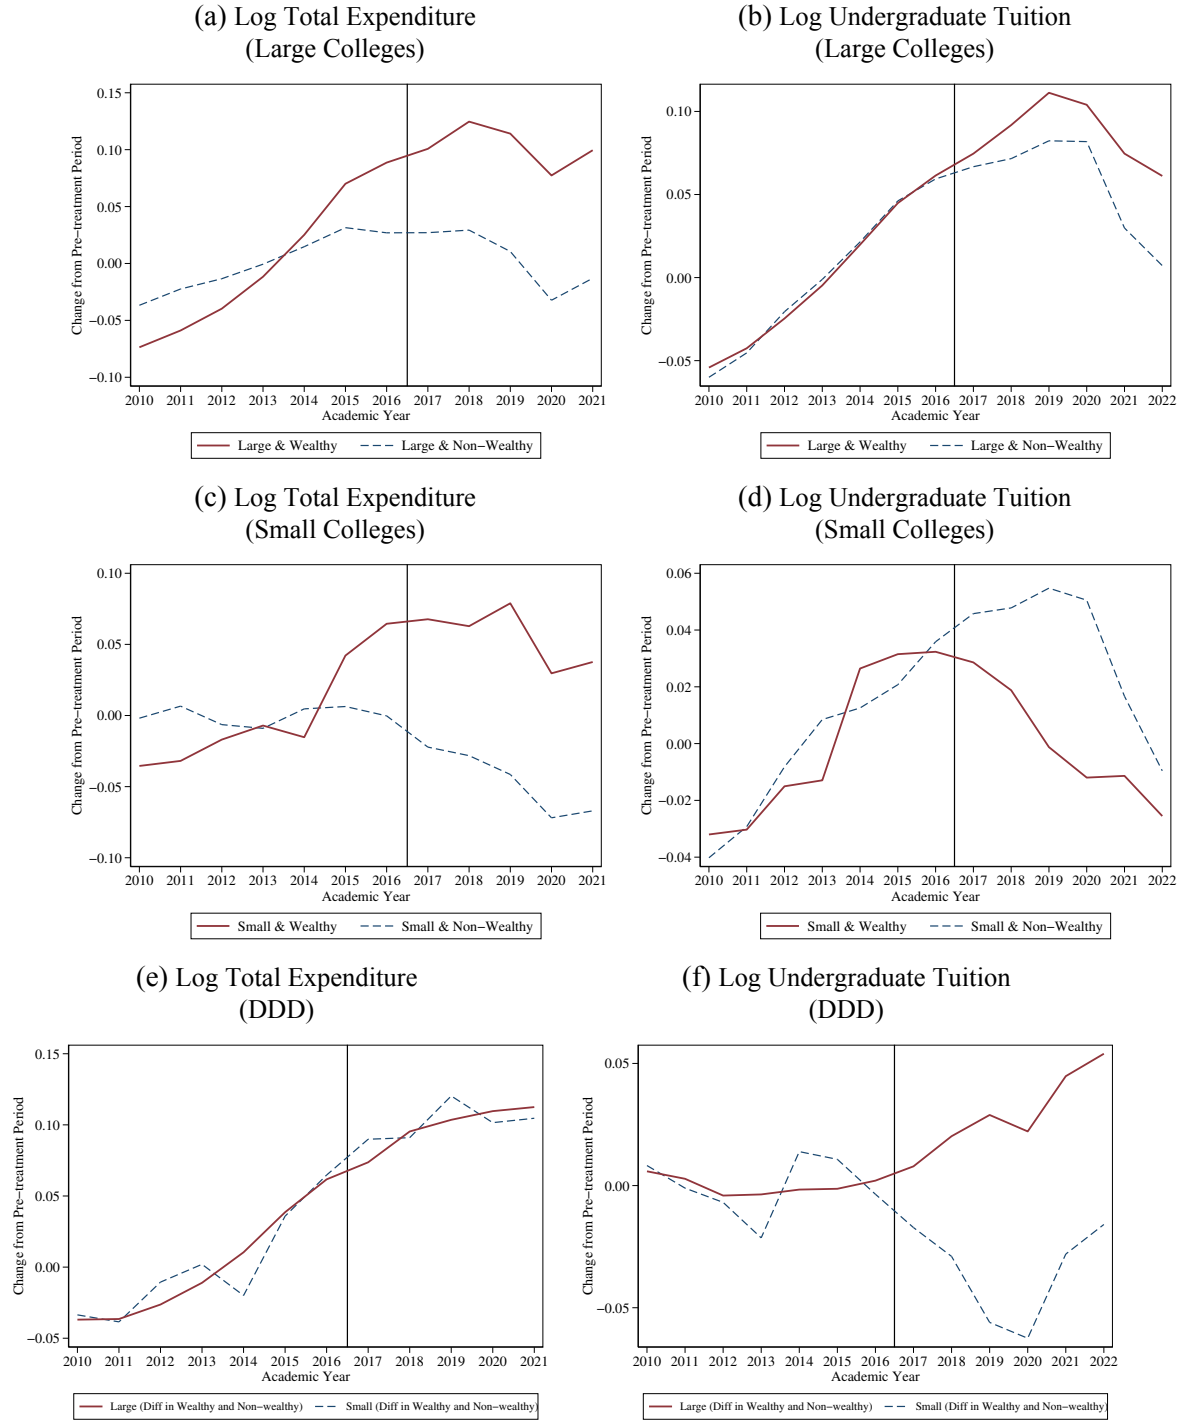 (a) Log Total Expenditure
(Large Colleges)
0.15
0.10
0.05
0.00
−0.05
−0.10
Change from Pre−treatment Period
2010 2011 2012 2013 2014 2015 2016 2017 2018 2019 2020 2021
Academic Year
Large & Wealthy Large & Non−Wealthy
(b) Log Undergraduate Tuition
(Large Colleges)
0.10
0.05
0.00
−0.05
Change from Pre−treatment Period
2010 2011 2012 2013 2014 2015 2016 2017 2018 2019 2020 2021 2022
Academic Year
Large & Wealthy Large & Non−Wealthy
(c) Log Total Expenditure
(Small Colleges)
0.10
0.05
0.00
−0.05
−0.10
Change from Pre−treatment Period
2010 2011 2012 2013 2014 2015 2016 2017 2018 2019 2020 2021
Academic Year
Small & Wealthy Small & Non−Wealthy
(d) Log Undergraduate Tuition
(Small Colleges)
0.06
0.04
0.02
0.00
−0.02
−0.04
Change from Pre−treatment Period
2010 2011 2012 2013 2014 2015 2016 2017 2018 2019 2020 2021 2022
Academic Year
Small & Wealthy Small & Non−Wealthy
(e) Log Total Expenditure
(DDD)
0.15
0.10
0.05
0.00
−0.05
Change from Pre−treatment Period
2010 2011 2012 2013 2014 2015 2016 2017 2018 2019 2020 2021
Academic Year
Large (Diff in Wealthy and Non−wealthy) Small (Diff in Wealthy and Non−wealthy)
(f) Log Undergraduate Tuition
(DDD)
0.05
0.00
−0.05
Change from Pre−treatment Period
2010 2011 2012 2013 2014 2015 2016 2017 2018 2019 2020 2021 2022
Academic Year
Large (Diff in Wealthy and Non−wealthy) Small (Diff in Wealthy and Non−wealthy)